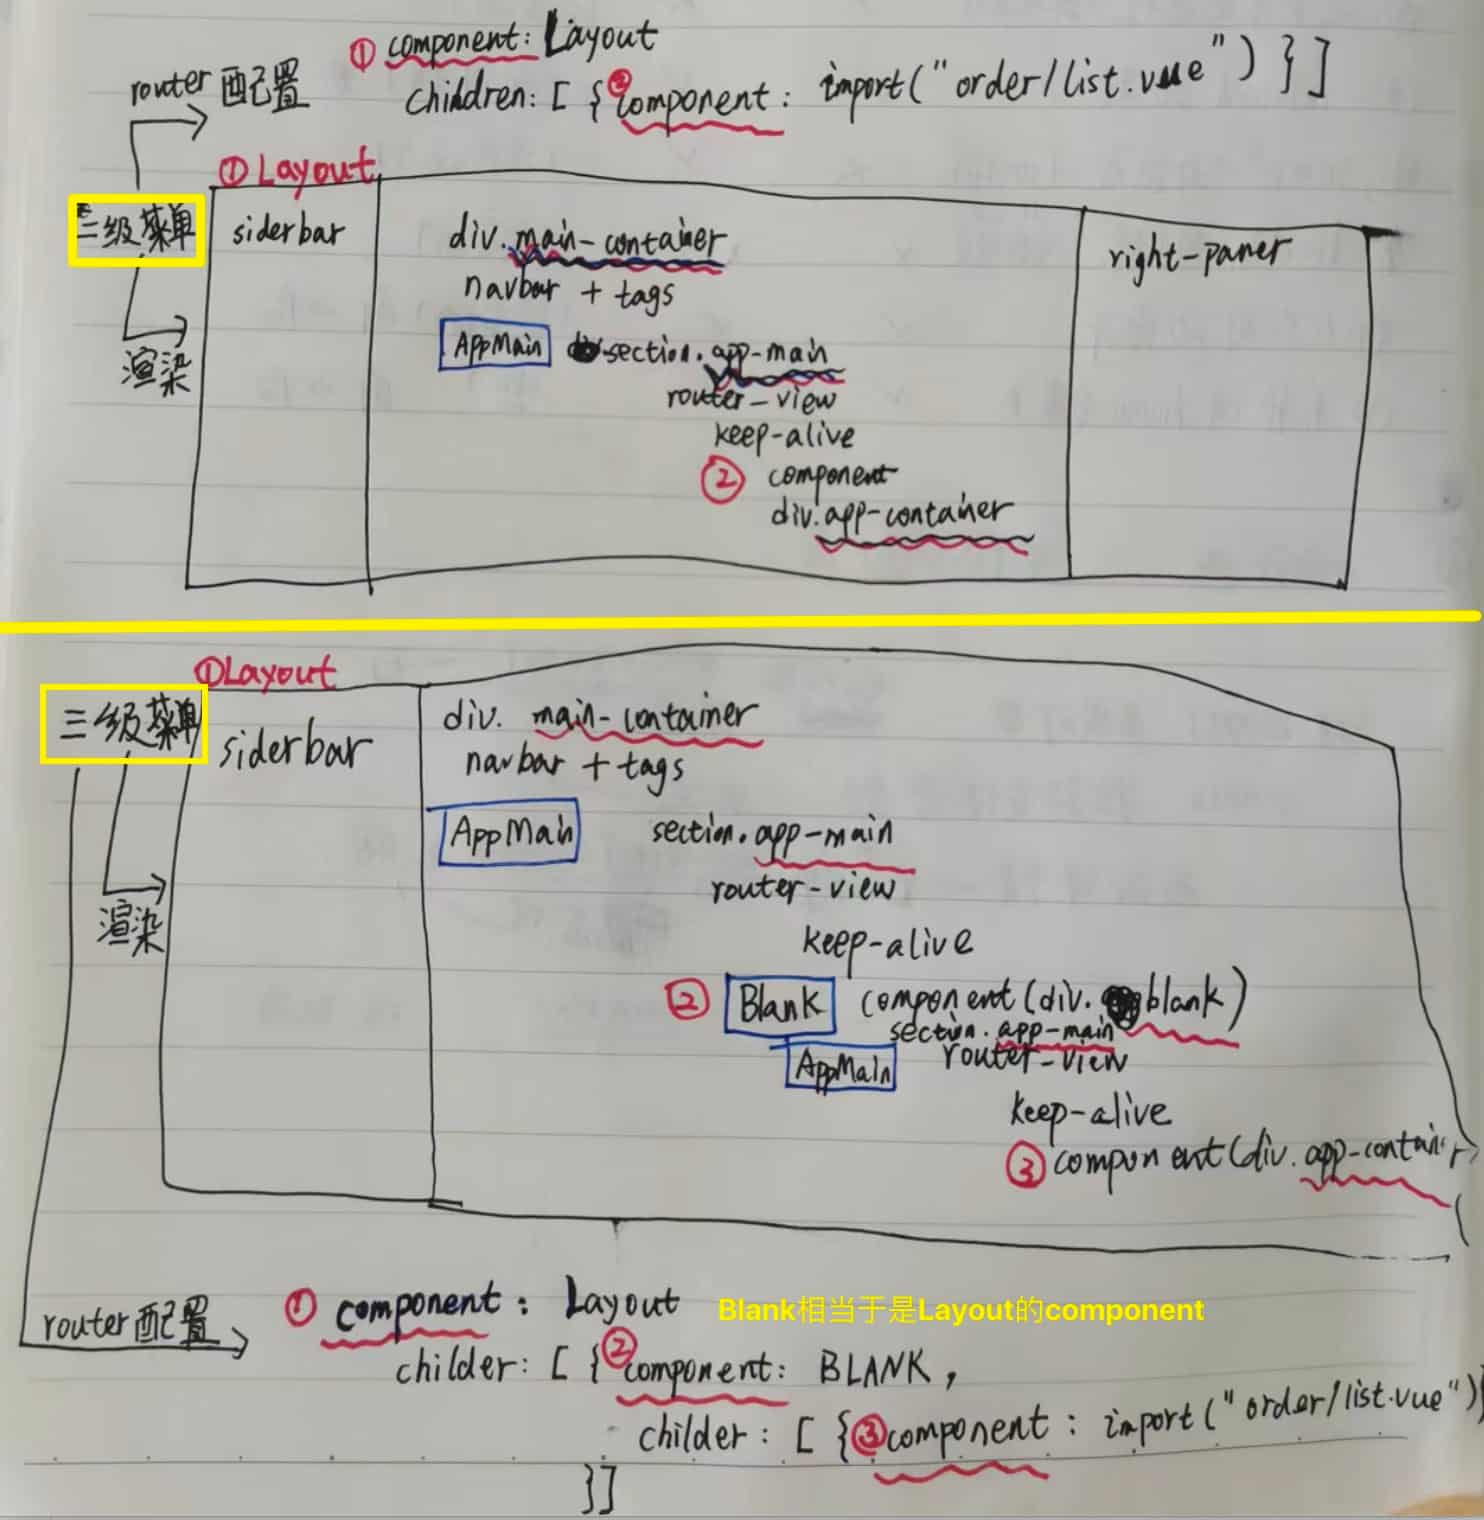 ① component: Layout
router 配置
children: [ { ② component: import("order/list.vue") } ]
① Layout
二级菜单
siderbar
div.main-container
right-paner
navbar + tags
渲染
AppMain section.app-main
router-view
keep-alive
② component
div.app-container
① Layout
三级菜单
siderbar
div. main-container
navbar + tags
AppMain section.app-main
router-view
渲染
keep-alive
② Blank component(div. blank)
section.app-main
AppMain router-view
keep-alive
③ component(div.app-container
router 配置
① component: Layout Blank相当于是Layout的component
childer: [ { ② component: BLANK,
childer: [ { ③ component: import("order/list.vue")}
}]